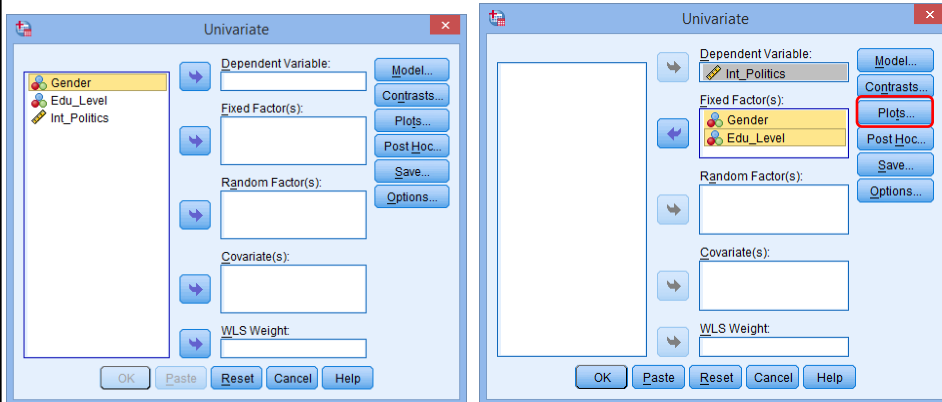 Univariate
Gender
Edu_Level
Int_Politics
Dependent Variable:
Fixed Factor(s):
Random Factor(s):
Covariate(s):
WLS Weight:
Model...
Contrasts...
Plots...
Post Hoc...
Save...
Options...
OK
Paste
Reset
Cancel
Help
Univariate
Dependent Variable:
Int_Politics
Fixed Factor(s):
Gender
Edu_Level
Random Factor(s):
Covariate(s):
WLS Weight:
Model...
Contrasts...
Plots...
Post Hoc...
Save...
Options...
OK
Paste
Reset
Cancel
Help